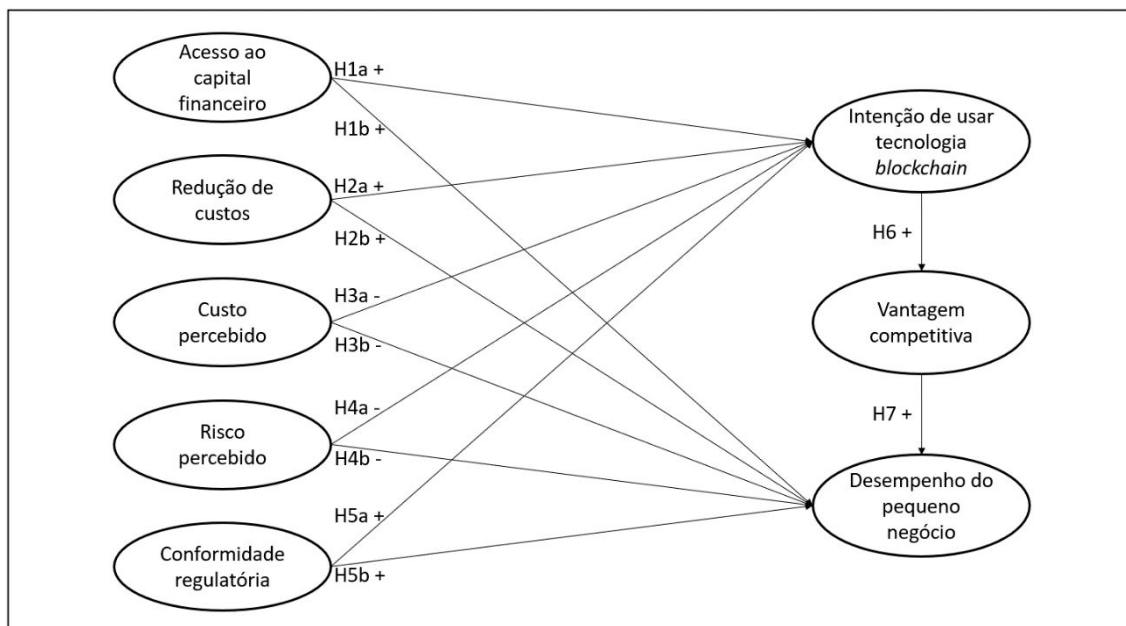 Acesso ao
capital
financeiro
H1a +
H1b +
Redução de
custos
H2a +
H2b +
Custo
percebido
H3a -
H3b -
Risco
percebido
H4a -
H4b -
Conformidade
regulatória
H5a +
H5b +
Intenção de usar
tecnologia
blockchain
H6 +
Vantagem
competitiva
H7 +
Desempenho do
pequeno
negócio